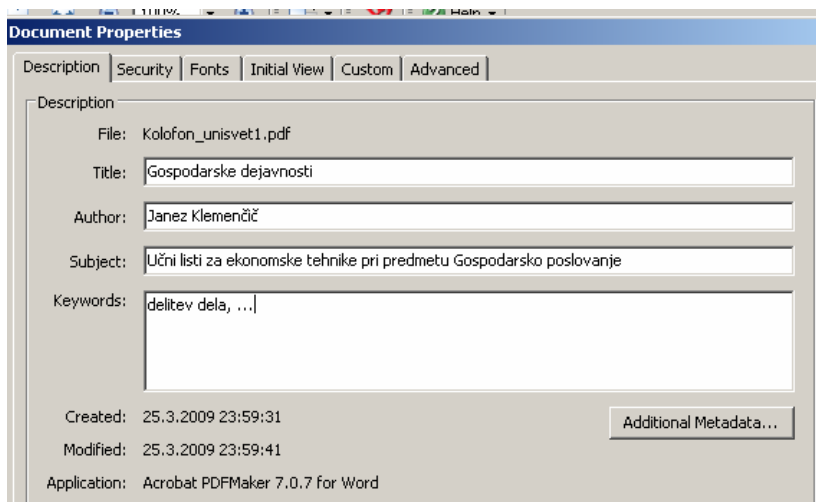 100% Help
Document Properties
Description Security Fonts Initial View Custom Advanced
Description
File: Kolofon_unisvet1.pdf
Title: Gospodarske dejavnosti
Author: Janez Klemenčič
Subject: Učni listi za ekonomske tehnike pri predmetu Gospodarsko poslovanje
Keywords: delitev dela, ...
Created: 25.3.2009 23:59:31 Additional Metadata...
Modified: 25.3.2009 23:59:41
Application: Acrobat PDFMaker 7.0.7 for Word